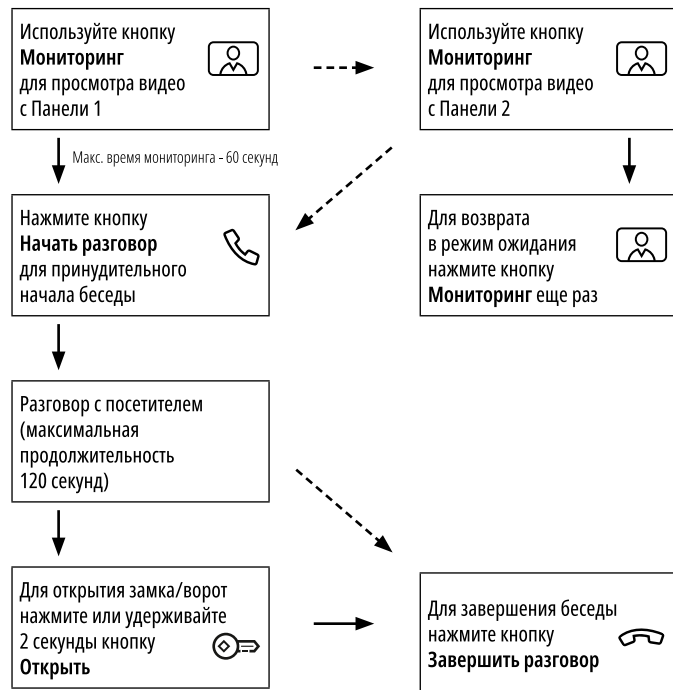 Используйте кнопку
Мониторинг
для просмотра видео
с Панели 1
Используйте кнопку
Мониторинг
для просмотра видео
с Панели 2
Макс. время мониторинга - 60 секунд
Нажмите кнопку
Начать разговор
для принудительного
начала беседы
Для возврата
в режим ожидания
нажмите кнопку
Мониторинг еще раз
Разговор с посетителем
(максимальная
продолжительность
120 секунд)
Для открытия замка/ворот
нажмите или удерживайте
2 секунды кнопку
Открыть
Для завершения беседы
нажмите кнопку
Завершить разговор